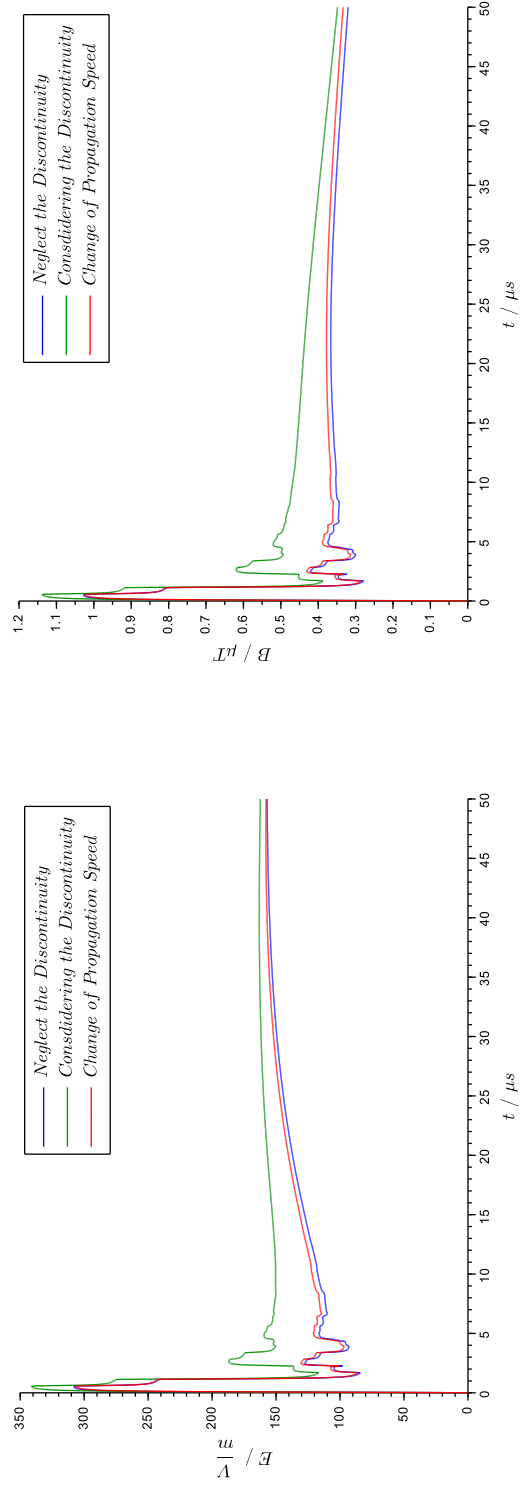 350
300
250
200
150
100
50
0
E / V
m
Neglect the Discontinuity
Consdidering the Discontinuity
Change of Propagation Speed
0 5 10 15 20 25 30 35 40 45 50
t / μs
1.2
1.1
1
0.9
0.8
0.7
0.6
0.5
0.4
0.3
0.2
0.1
0
B / μT
Neglect the Discontinuity
Consdidering the Discontinuity
Change of Propagation Speed
0 5 10 15 20 25 30 35 40 45 50
t / μs